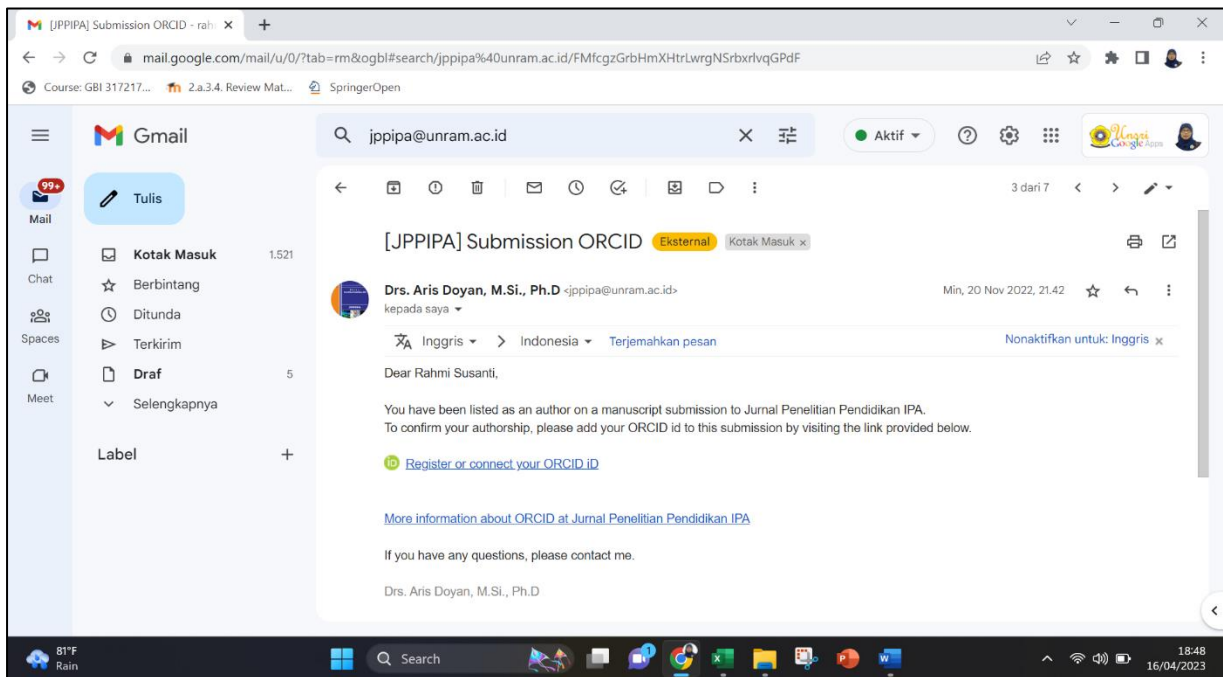 [JPPIPA] Submission ORCID - rah
mail.google.com/mail/u/0/?tab=rm&ogbl#search/jppipa%40unram.ac.id/FMfcgzGrbHmXHtrLwrgNSrbxrlvqGPdF
Course: GBI 317217... 2.a.3.4. Review Mat... SpringerOpen
Gmail
jppipa@unram.ac.id
Aktif
Google Apps
99+
Mail
Chat
Spaces
Meet
Tulis
Kotak Masuk 1.521
Berbintang
Ditunda
Terkirim
Draf 5
Selengkapnya
Label
3 dari 7
[JPPIPA] Submission ORCID Eksternal Kotak Masuk x
Drs. Aris Doyan, M.Si., Ph.D <jppipa@unram.ac.id> Min, 20 Nov 2022, 21.42
kepada saya
Inggris > Indonesia Terjemahkan pesan Nonaktifkan untuk: Inggris x
Dear Rahmi Susanti,
You have been listed as an author on a manuscript submission to Jurnal Penelitian Pendidikan IPA.
To confirm your authorship, please add your ORCID id to this submission by visiting the link provided below.
iD Register or connect your ORCID iD
More information about ORCID at Jurnal Penelitian Pendidikan IPA
If you have any questions, please contact me.
Drs. Aris Doyan, M.Si., Ph.D
81°F
Rain
Search
18:48
16/04/2023